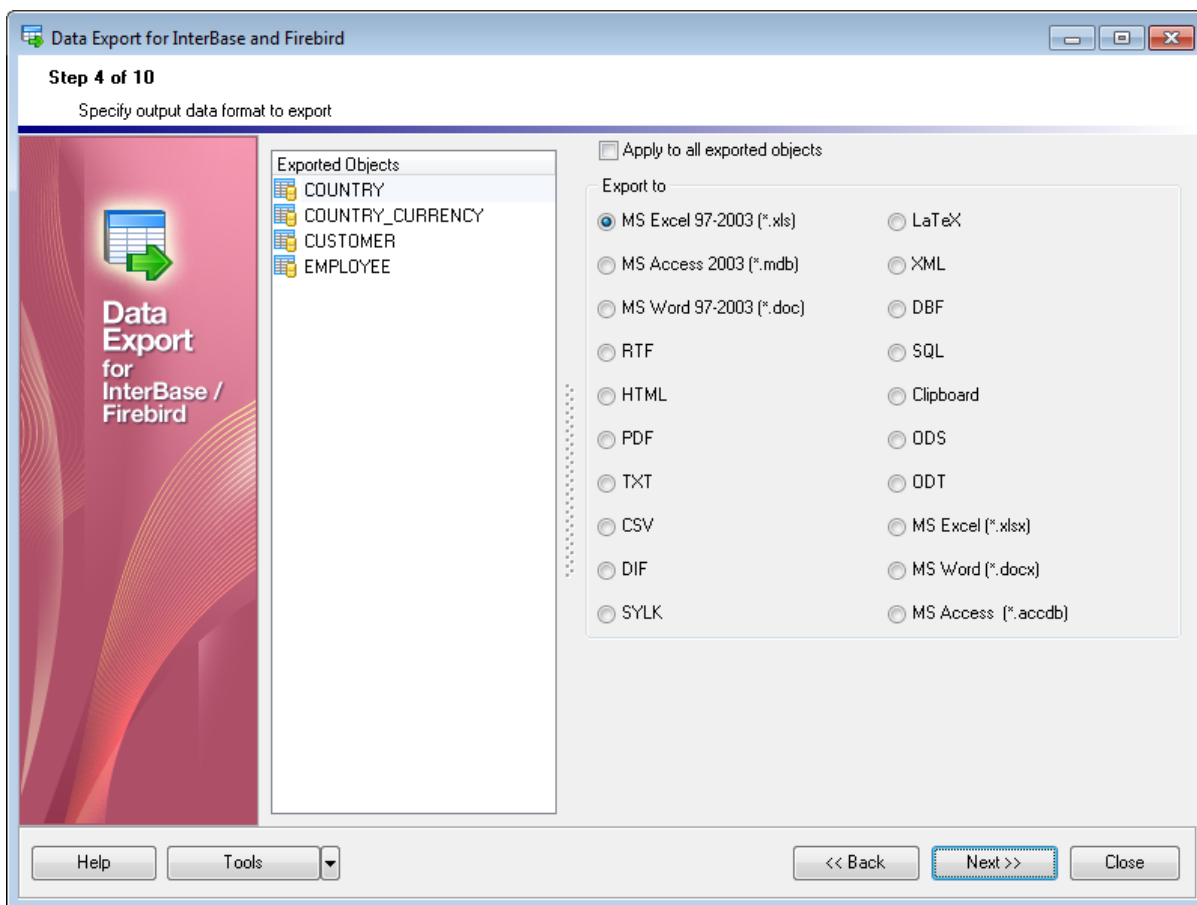 Data Export for InterBase and Firebird
Step 4 of 10
Specify output data format to export
Data
Export
for
InterBase /
Firebird
Exported Objects
COUNTRY
COUNTRY_CURRENCY
CUSTOMER
EMPLOYEE
Apply to all exported objects
Export to
MS Excel 97-2003 (*.xls)
MS Access 2003 (*.mdb)
MS Word 97-2003 (*.doc)
RTF
HTML
PDF
TXT
CSV
DIF
SYLK
LaTeX
XML
DBF
SQL
Clipboard
ODS
ODT
MS Excel (*.xlsx)
MS Word (*.docx)
MS Access (*.accdb)
Help
Tools
<< Back
Next >>
Close